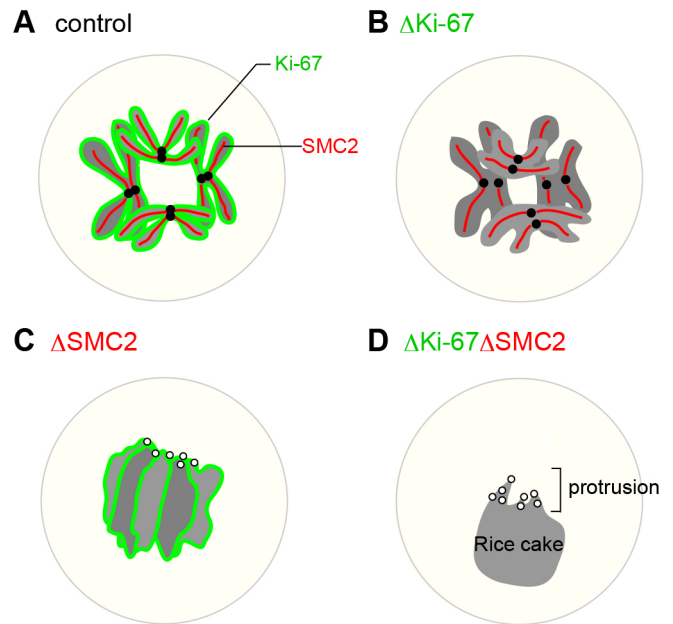 A control
B ΔKi-67
Ki-67
SMC2
C ΔSMC2
D ΔKi-67ΔSMC2
protrusion
Rice cake